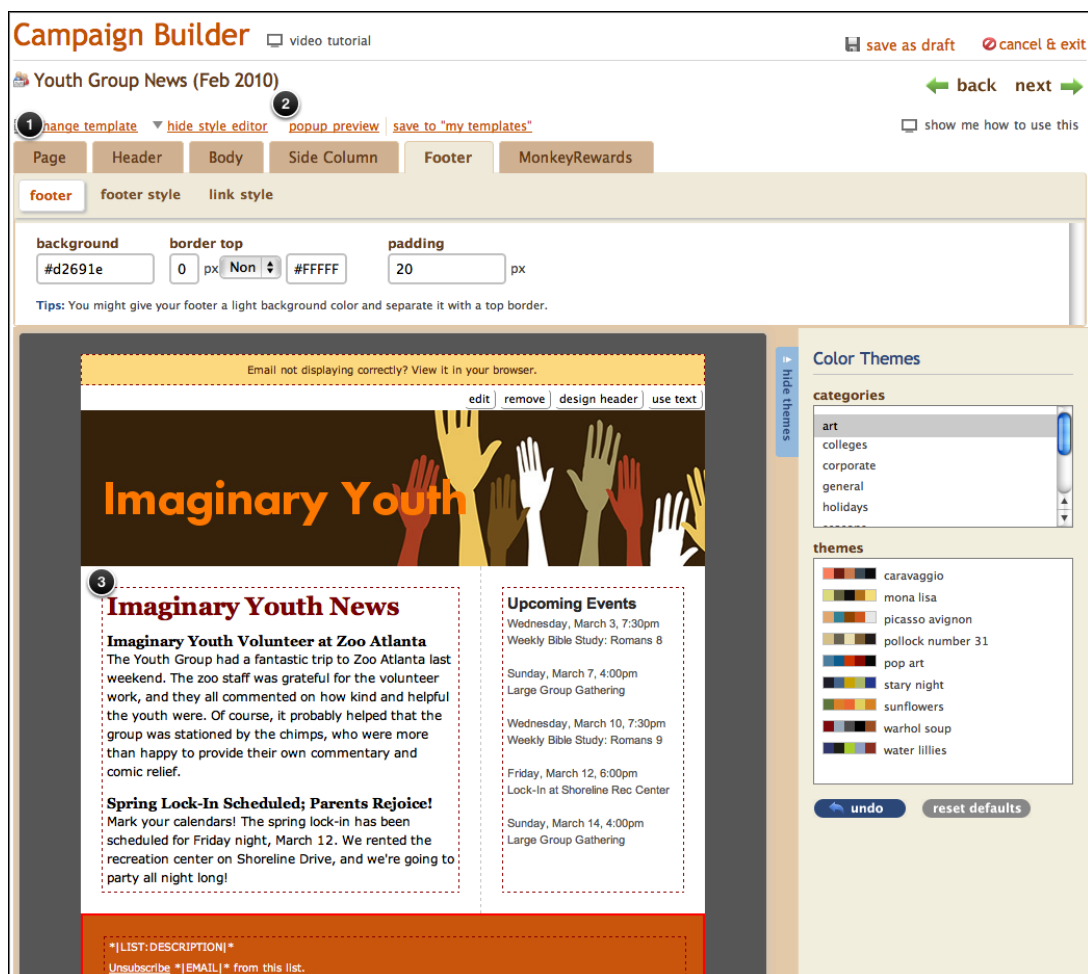 Campaign Builder video tutorial
save as draft cancel & exit
Youth Group News (Feb 2010)
back next
1 hange template hide style editor 2 popup preview save to "my templates"
show me how to use this
Page Header Body Side Column Footer MonkeyRewards
footer footer style link style
background border top padding
#d2691e 0 px Non #FFFFF 20 px
Tips: You might give your footer a light background color and separate it with a top border.
Email not displaying correctly? View it in your browser.
edit remove design header use text
Imaginary Youth
3
Imaginary Youth News
Imaginary Youth Volunteer at Zoo Atlanta
The Youth Group had a fantastic trip to Zoo Atlanta last
weekend. The zoo staff was grateful for the volunteer
work, and they all commented on how kind and helpful
the youth were. Of course, it probably helped that the
group was stationed by the chimps, who were more
than happy to provide their own commentary and
comic relief.
Spring Lock-In Scheduled; Parents Rejoice!
Mark your calendars! The spring lock-in has been
scheduled for Friday night, March 12. We rented the
recreation center on Shoreline Drive, and we're going to
party all night long!
Upcoming Events
Wednesday, March 3, 7:30pm
Weekly Bible Study: Romans 8
Sunday, March 7, 4:00pm
Large Group Gathering
Wednesday, March 10, 7:30pm
Weekly Bible Study: Romans 9
Friday, March 12, 6:00pm
Lock-In at Shoreline Rec Center
Sunday, March 14, 4:00pm
Large Group Gathering
*|LIST:DESCRIPTION|*
Unsubscribe *|EMAIL|* from this list.
hide themes
Color Themes
categories
art
colleges
corporate
general
holidays
themes
caravaggio
mona lisa
picasso avignon
pollock number 31
pop art
stary night
sunflowers
warhol soup
water lillies
undo reset defaults